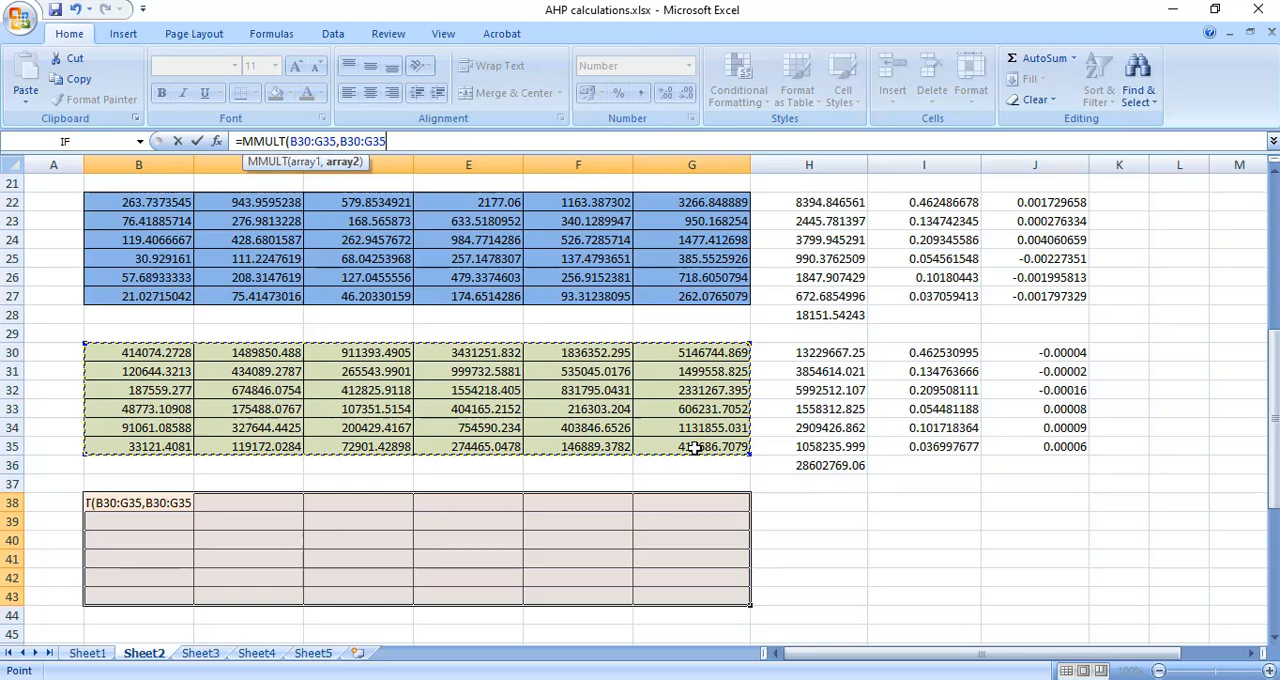 AHP calculations.xlsx - Microsoft Excel
Home Insert Page Layout Formulas Data Review View Acrobat
Paste
Cut
Copy
Format Painter
Clipboard
11 A A
B I U A
Font
Wrap Text
Merge & Center
Alignment
Number
% ,
Number
Conditional Formatting
Format as Table
Cell Styles
Styles
Insert Delete Format
Cells
Σ AutoSum
Fill
Clear
Sort & Filter
Find & Select
Editing
IF fx =MMULT(B30:G35,B30:G35
MMULT(array1, array2)
A B E F G H I J K L M
21
22 263.7373545 943.9595238 579.8534921 2177.06 1163.387302 3266.848889 8394.846561 0.462486678 0.001729658
23 76.41885714 276.9813228 168.565873 633.5180952 340.1289947 950.168254 2445.781397 0.134742345 0.000276334
24 119.4066667 428.6801587 262.9457672 984.7714286 526.7285714 1477.412698 3799.945291 0.209345586 0.004060659
25 30.929161 111.2247619 68.04253968 257.1478307 137.4793651 385.5525926 990.3762509 0.054561548 -0.00227351
26 57.68933333 208.3147619 127.0455556 479.3374603 256.9152381 718.6050794 1847.907429 0.10180443 -0.001995813
27 21.02715042 75.41473016 46.20330159 174.6514286 93.31238095 262.0765079 672.6854996 0.037059413 -0.001797329
28 18151.54243
29
30 414074.2728 1489850.488 911393.4905 3431251.832 1836352.295 5146744.869 13229667.25 0.462530995 -0.00004
31 120644.3213 434089.2787 265543.9901 999732.5881 535045.0176 1499558.825 3854614.021 0.134763666 -0.00002
32 187559.277 674846.0754 412825.9118 1554218.405 831795.0431 2331267.395 5992512.107 0.209508111 -0.00016
33 48773.10908 175488.0767 107351.5154 404165.2152 216303.204 606231.7052 1558312.825 0.054481188 0.00008
34 91061.08588 327644.4425 200429.4167 754590.234 403846.6526 1131855.031 2909426.862 0.101718364 0.00009
35 33121.4081 119172.0284 72901.42898 274465.0478 146889.3782 1058235.999 0.036997677 0.00006
36 28602769.06
37
38 T(B30:G35,B30:G35
39
40
41
42
43
44
45
Sheet1 Sheet2 Sheet3 Sheet4 Sheet5
Point 100%